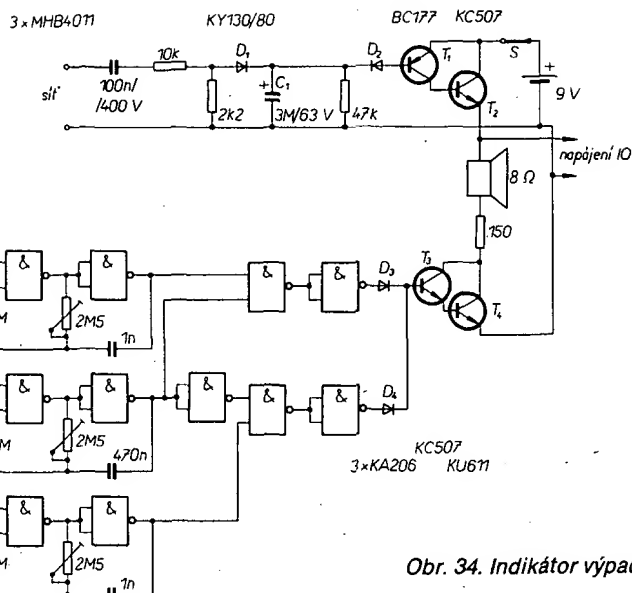 3×MHB4011 KY130/80 BC177 KC507
10k D₁ D₂ T₁ S
síť 100n/ /400 V 2k2 C₁ + 3M/63 V 47k T₂ + 9 V
napájení IO
8 Ω
150
& & & & D₃ T₃
2M5 T₄
1n
& & & & & D₄
2M5
470n
KC507
3×KA206 KU611
& &
2M5
1n
Obr. 34. Indikátor